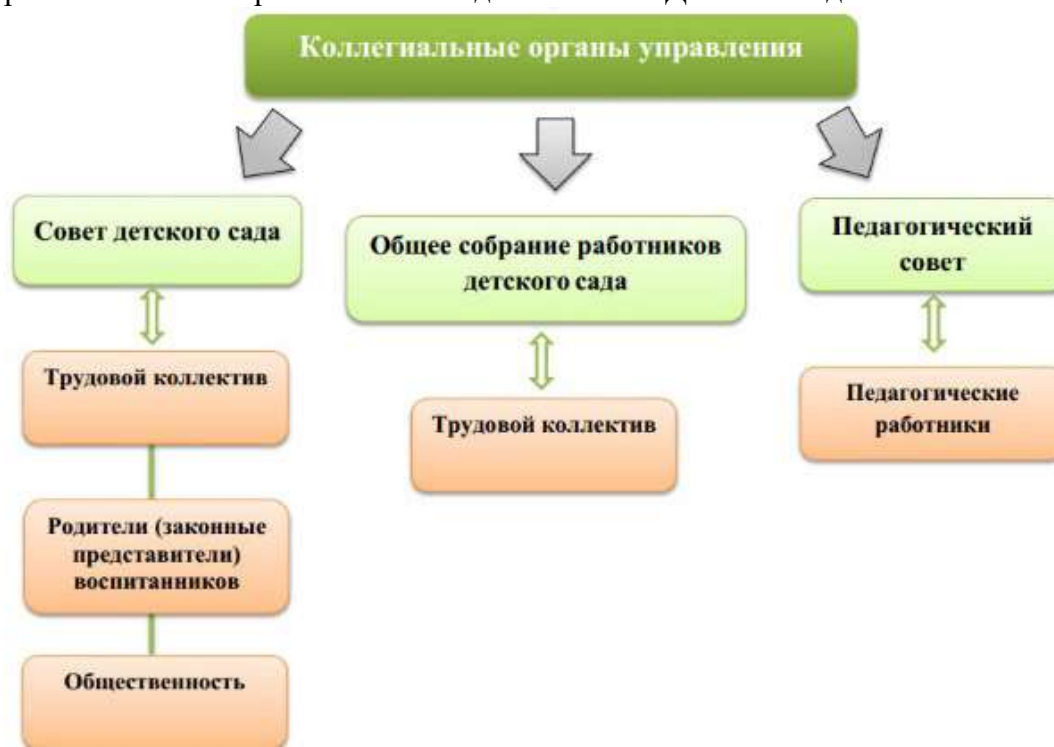 Коллегиальные органы управления
Совет детского сада
Общее собрание работников
детского сада
Педагогический
совет
Трудовой коллектив
Трудовой коллектив
Педагогические
работники
Родители (законные
представители)
воспитанников
Общественность